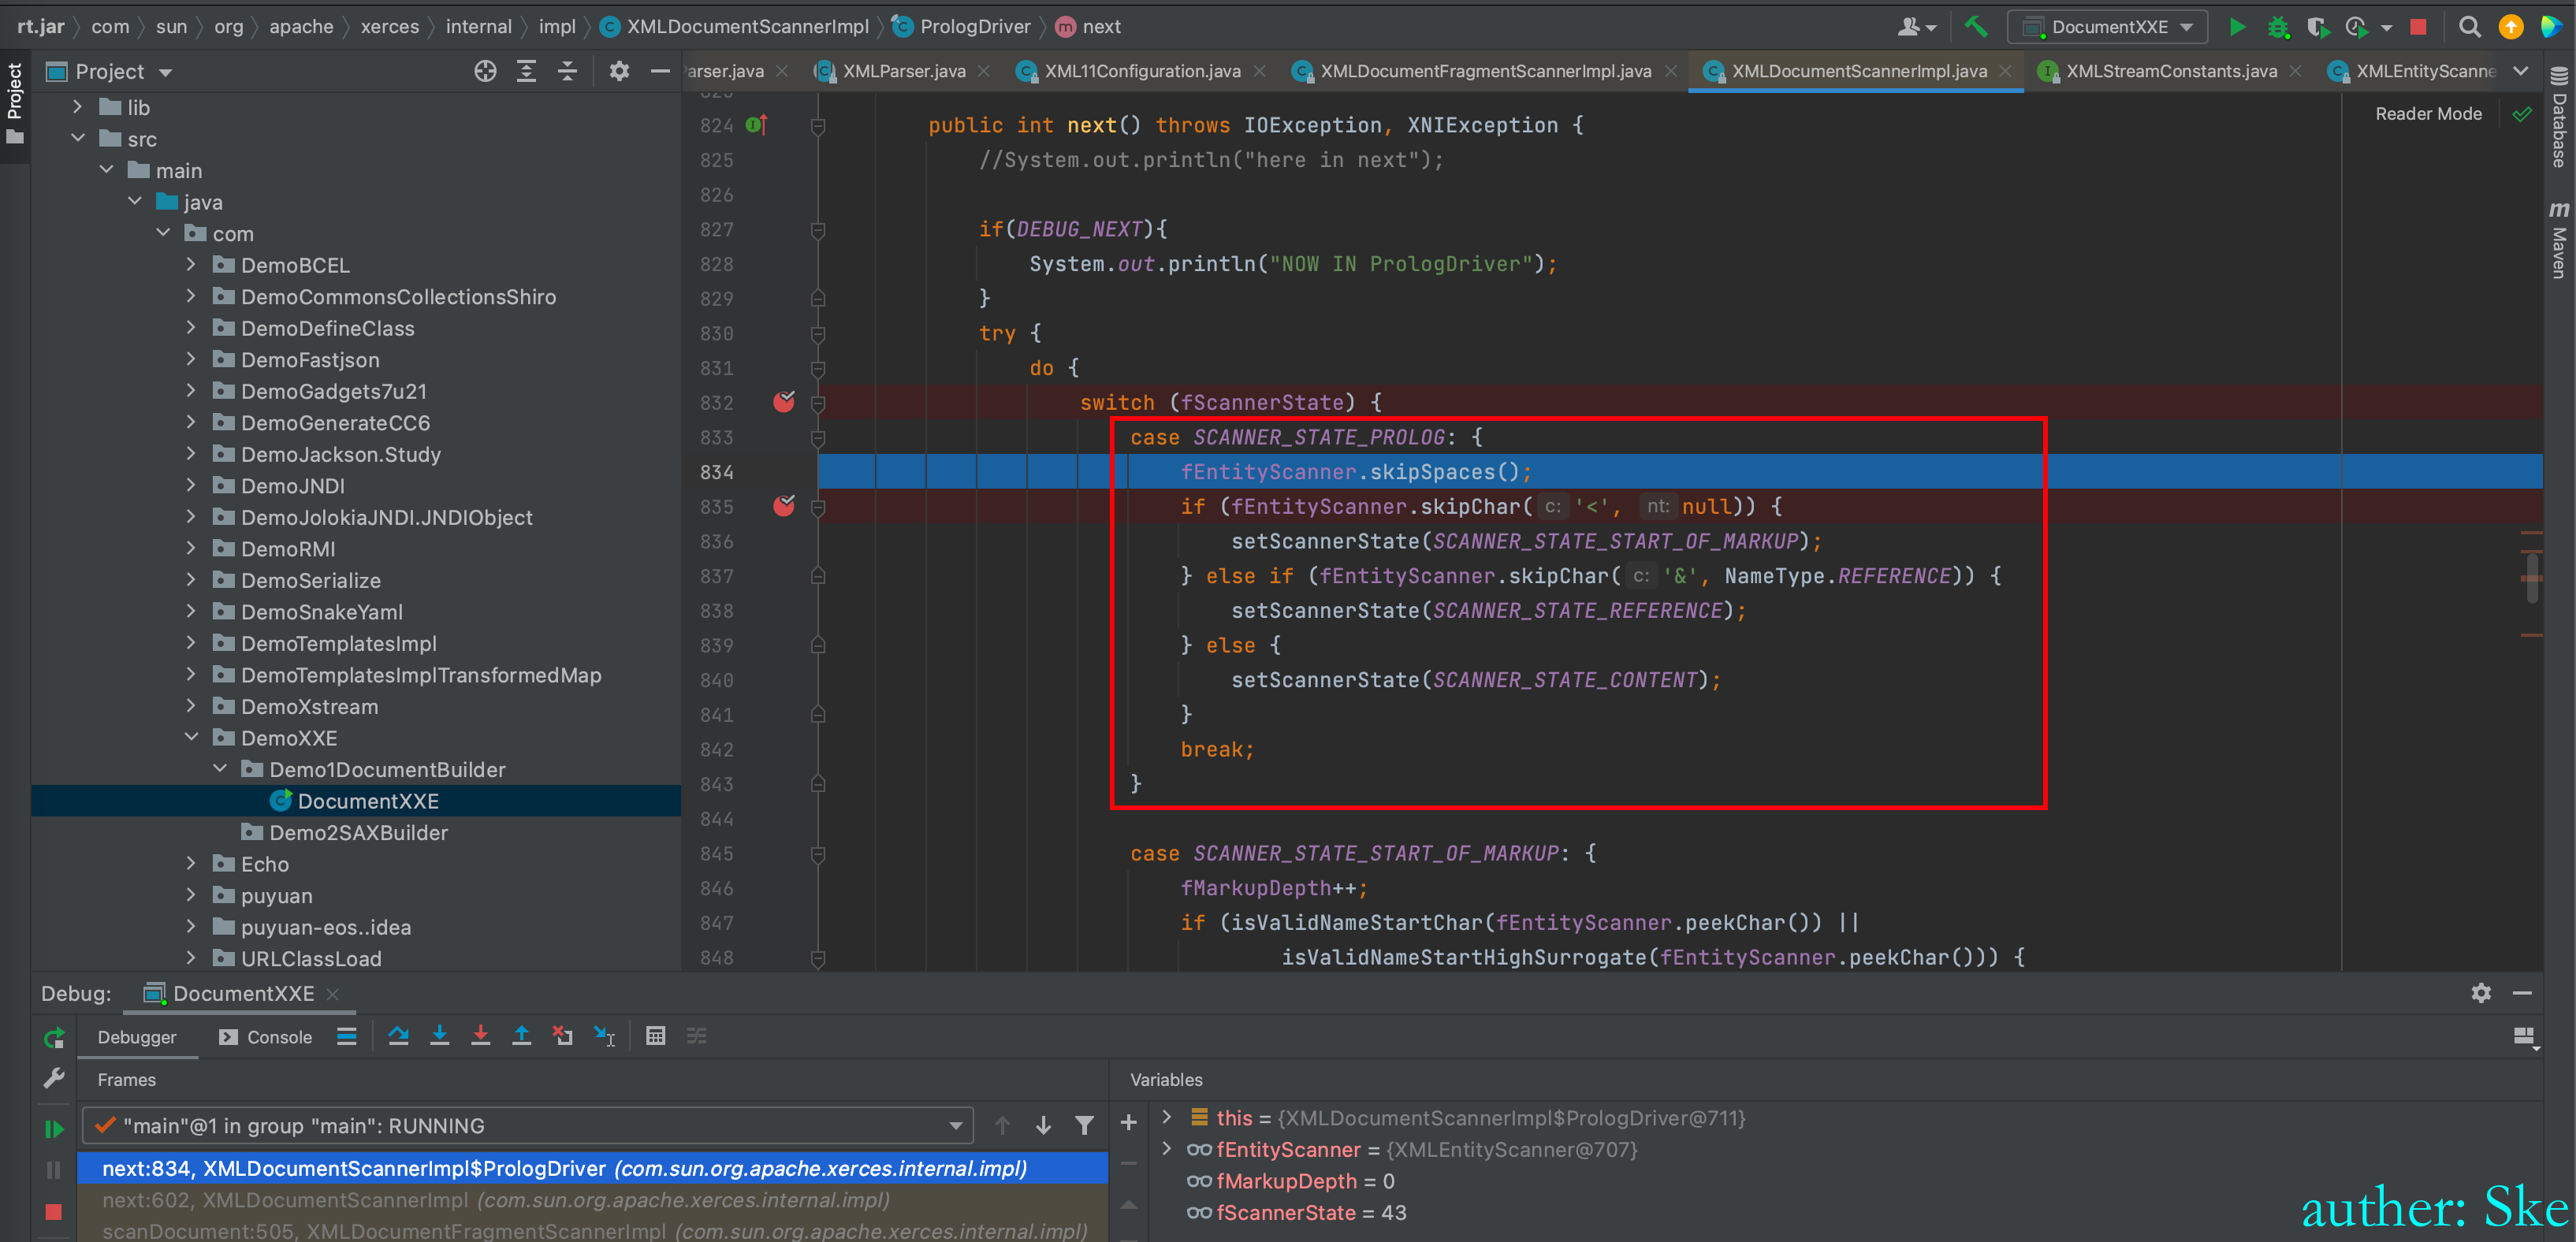 rt.jar com sun org apache xerces internal impl XMLDocumentScannerImpl PrologDriver next DocumentXXE
Project
arser.java XMLParser.java XML11Configuration.java XMLDocumentFragmentScannerImpl.java XMLDocumentScannerImpl.java XMLStreamConstants.java XMLEntityScanne
Project
Database
Maven
Reader Mode
lib
src
main
java
com
DemoBCEL
DemoCommonsCollectionsShiro
DemoDefineClass
DemoFastjson
DemoGadgets7u21
DemoGenerateCC6
DemoJackson.Study
DemoJNDI
DemoJolokiaJNDI.JNDIObject
DemoRMI
DemoSerialize
DemoSnakeYaml
DemoTemplatesImpl
DemoTemplatesImplTransformedMap
DemoXstream
DemoXXE
Demo1DocumentBuilder
DocumentXXE
Demo2SAXBuilder
Echo
puyuan
puyuan-eos..idea
URLClassLoad
824 public int next() throws IOException, XNIException {
825 //System.out.println("here in next");
826
827 if(DEBUG_NEXT){
828 System.out.println("NOW IN PrologDriver");
829 }
830 try {
831 do {
832 switch (fScannerState) {
833 case SCANNER_STATE_PROLOG: {
834 fEntityScanner.skipSpaces();
835 if (fEntityScanner.skipChar( c: '<', nt: null)) {
836 setScannerState(SCANNER_STATE_START_OF_MARKUP);
837 } else if (fEntityScanner.skipChar( c: '&', NameType.REFERENCE)) {
838 setScannerState(SCANNER_STATE_REFERENCE);
839 } else {
840 setScannerState(SCANNER_STATE_CONTENT);
841 }
842 break;
843 }
844
845 case SCANNER_STATE_START_OF_MARKUP: {
846 fMarkupDepth++;
847 if (isValidNameStartChar(fEntityScanner.peekChar()) ||
848 isValidNameStartHighSurrogate(fEntityScanner.peekChar())) {
Debug: DocumentXXE
Debugger Console
Frames
"main"@1 in group "main": RUNNING
next:834, XMLDocumentScannerImpl$PrologDriver (com.sun.org.apache.xerces.internal.impl)
next:602, XMLDocumentScannerImpl (com.sun.org.apache.xerces.internal.impl)
scanDocument:505, XMLDocumentFragmentScannerImpl (com.sun.org.apache.xerces.internal.impl)
Variables
this = {XMLDocumentScannerImpl$PrologDriver@711}
fEntityScanner = {XMLEntityScanner@707}
fMarkupDepth = 0
fScannerState = 43
auther: Ske